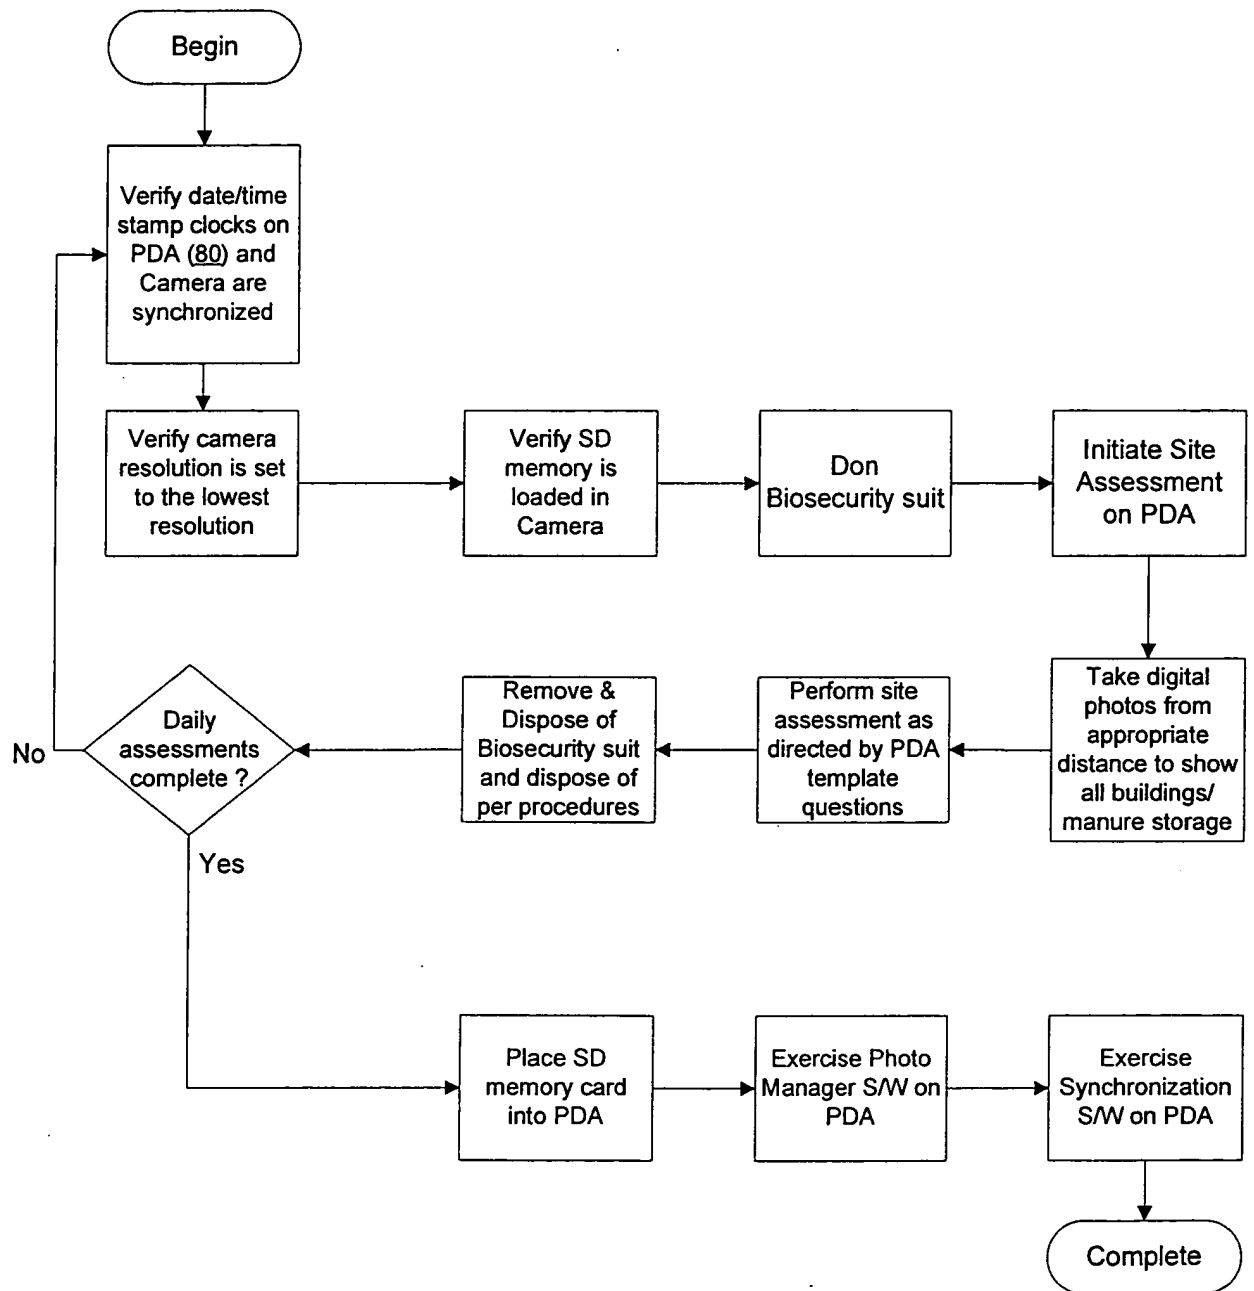 Begin
Verify date/time
stamp clocks on
PDA (80) and
Camera are
synchronized
Verify camera
resolution is set
to the lowest
resolution
Verify SD
memory is
loaded in
Camera
Don
Biosecurity suit
Initiate Site
Assessment
on PDA
Take digital
photos from
appropriate
distance to show
all buildings/
manure storage
Perform site
assessment as
directed by PDA
template
questions
Remove &
Dispose of
Biosecurity suit
and dispose of
per procedures
Daily
assessments
complete ?
No
Yes
Place SD
memory card
into PDA
Exercise Photo
Manager S/W on
PDA
Exercise
Synchronization
S/W on PDA
Complete